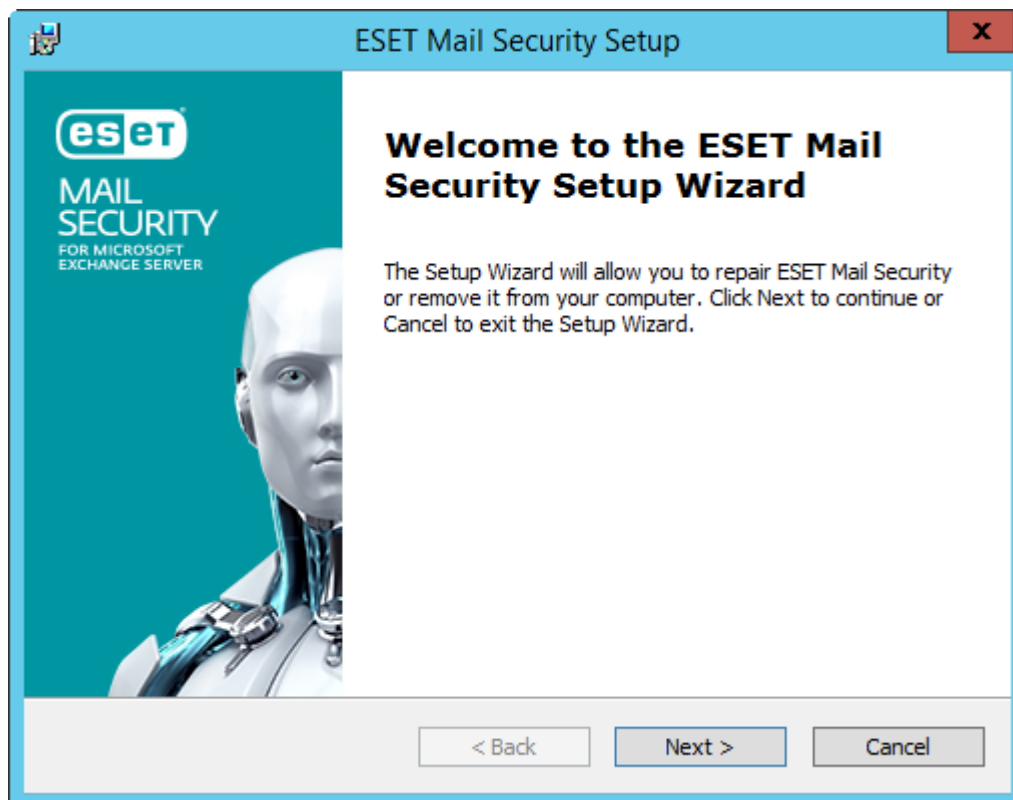 ESET Mail Security Setup
x
eset
MAIL
SECURITY
FOR MICROSOFT
EXCHANGE SERVER
Welcome to the ESET Mail
Security Setup Wizard
The Setup Wizard will allow you to repair ESET Mail Security
or remove it from your computer. Click Next to continue or
Cancel to exit the Setup Wizard.
< Back
Next >
Cancel